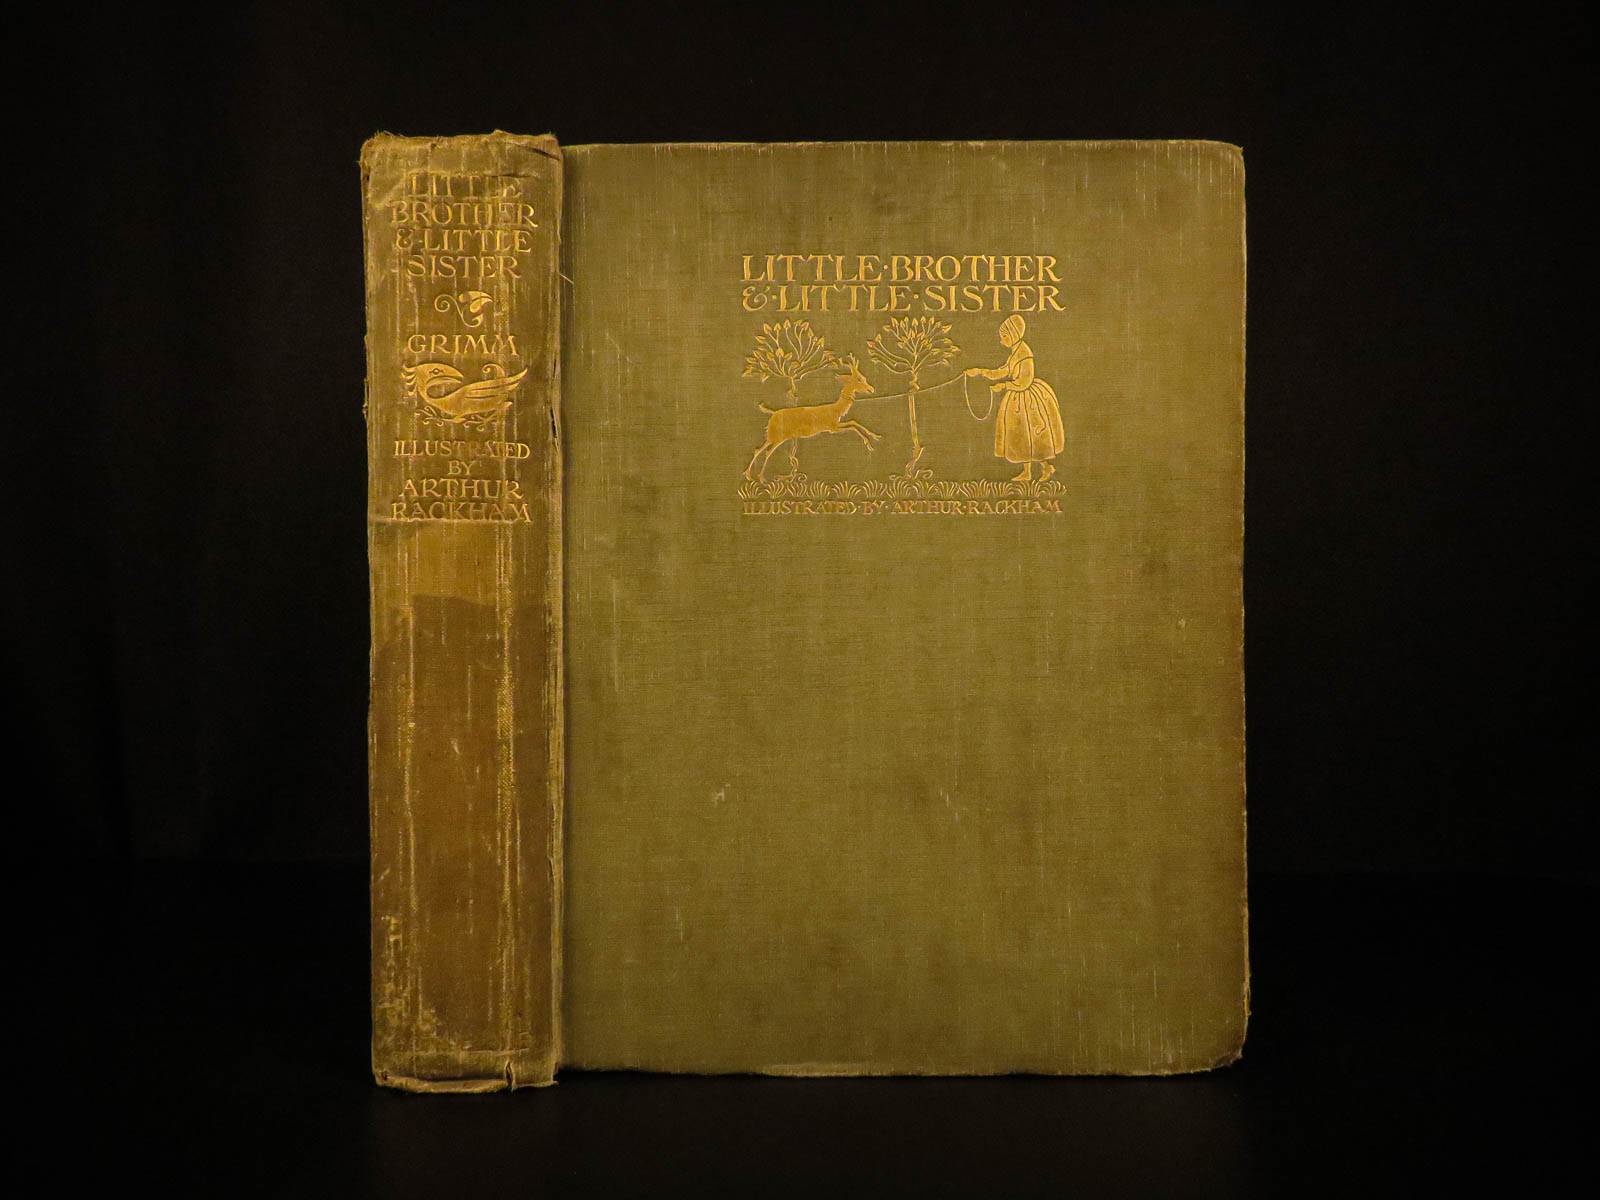 LITTLE
BROTHER
& LITTLE
SISTER
GRIMM
ILLUSTRATED
BY
ARTHUR
RACKHAM
LITTLE·BROTHER
&·LITTLE·SISTER
ILLUSTRATED·BY·ARTHUR·RACKHAM